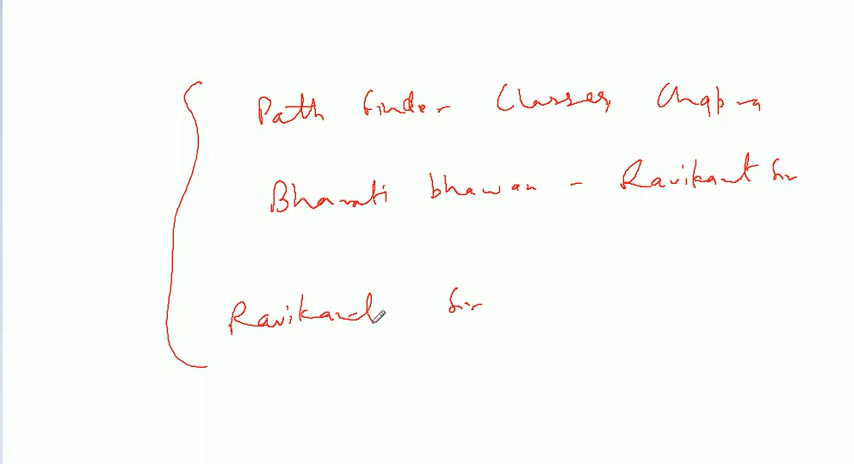 Path finder Classes, Chapra
Bharati bhawan - Ravikant Sir
Ravikant Sir